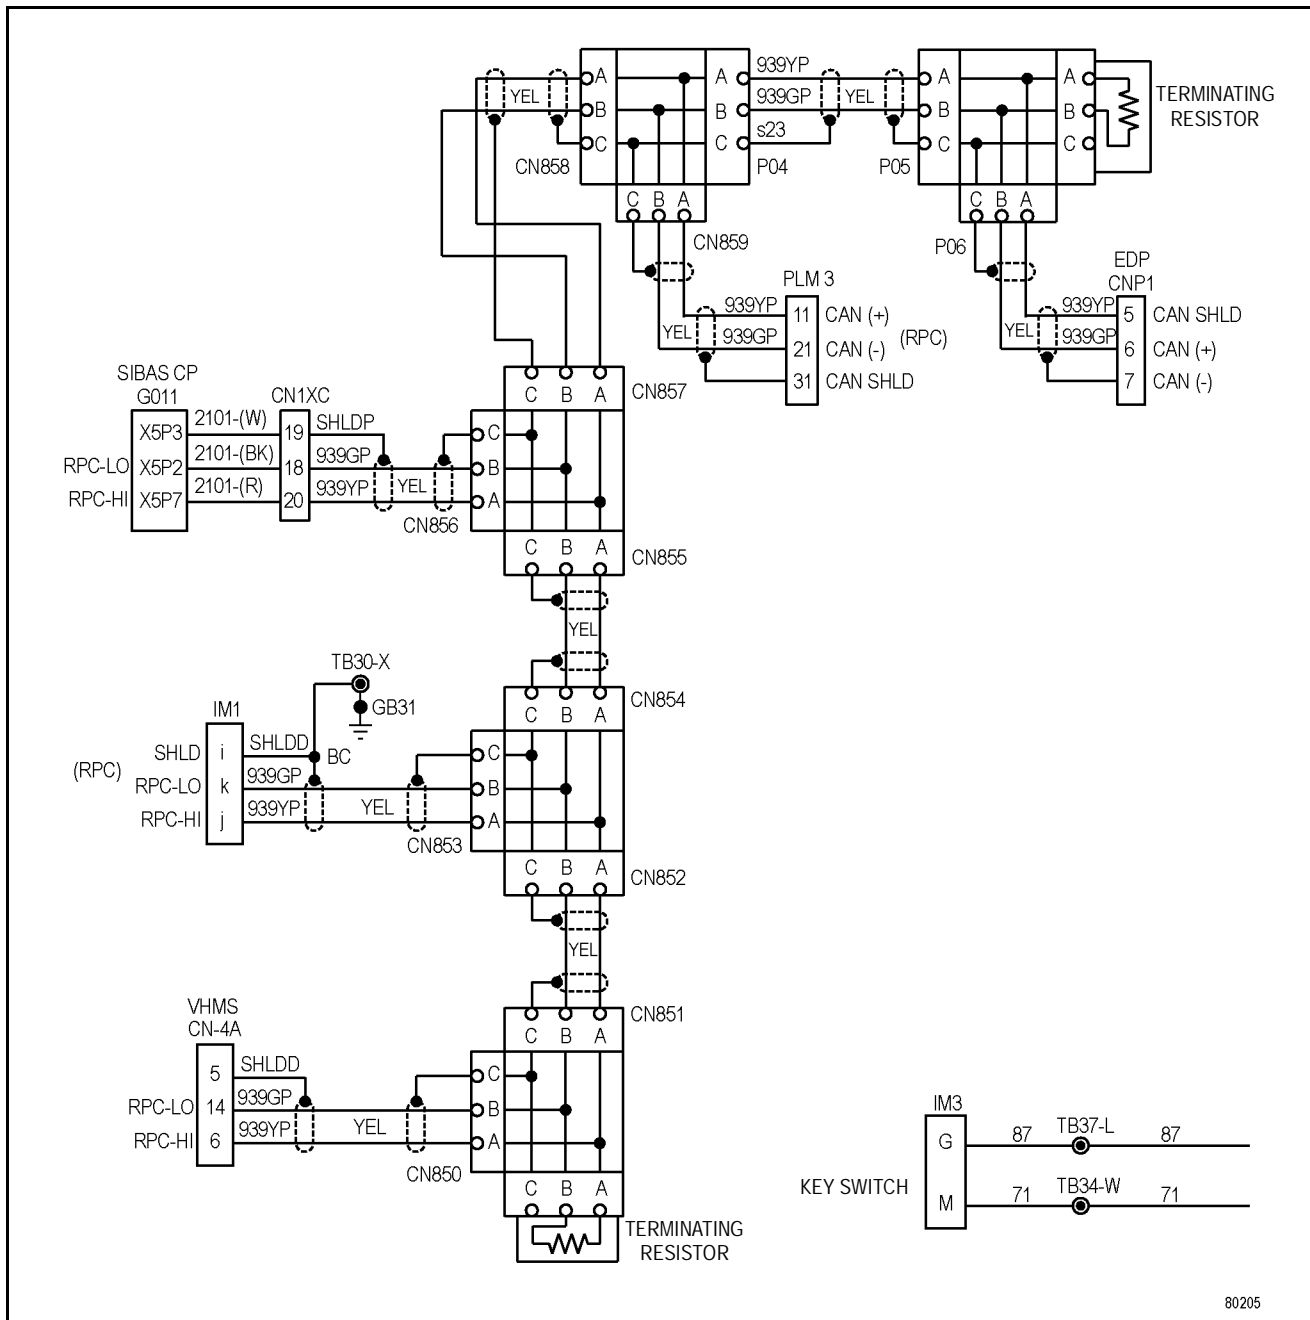 A
B
C
YEL
CN858
A
B
C
939YP
939GP
s23
P04
YEL
P05
A
B
C
A
B
C
TERMINATING
RESISTOR
C B A
CN859
C B A
P06
PLM 3
939YP
11
CAN (+)
YEL
939GP
21
CAN (-)
(RPC)
31
CAN SHLD
EDP
CNP1
939YP
5
CAN SHLD
YEL
939GP
6
CAN (+)
7
CAN (-)
SIBAS CP
G011
CN1XC
X5P3
2101-(W)
19
SHLDP
RPC-LO
X5P2
2101-(BK)
18
939GP
RPC-HI
X5P7
2101-(R)
20
939YP
YEL
CN856
C B A
CN857
C
B
A
C B A
CN855
YEL
TB30-X
GB31
IM1
(RPC)
SHLD
i
SHLDD
BC
RPC-LO
k
939GP
RPC-HI
j
939YP
YEL
CN853
CN854
C B A
C
B
A
C B A
CN852
YEL
VHMS
CN-4A
5
SHLDD
RPC-LO
14
939GP
RPC-HI
6
939YP
YEL
CN850
CN851
C B A
C
B
A
C B A
TERMINATING
RESISTOR
KEY SWITCH
IM3
G
87
TB37-L
87
M
71
TB34-W
71
80205